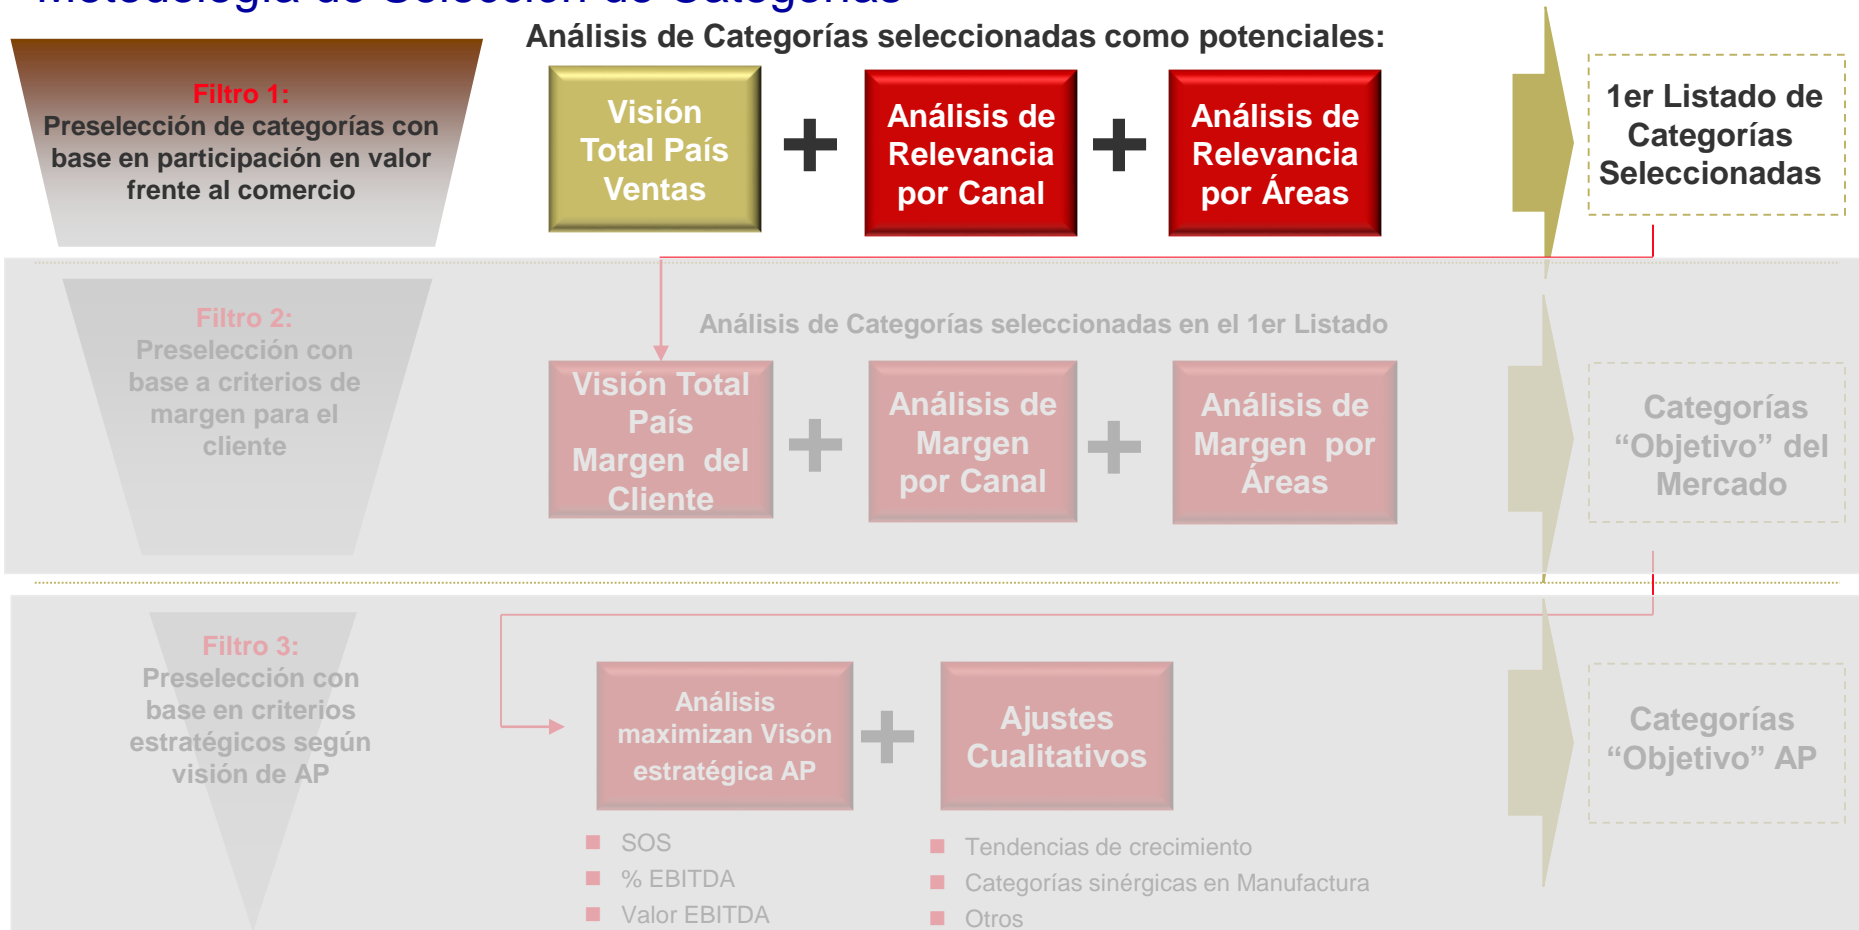 Metodología de Selección de Categorías
Análisis de Categorías seleccionadas como potenciales:
Filtro 1:
Preselección de categorías con
base en participación en valor
frente al comercio
Visión
Total País
Ventas
+
Análisis de
Relevancia
por Canal
+
Análisis de
Relevancia
por Áreas
1er Listado de
Categorías
Seleccionadas
Filtro 2:
Preselección con
base a criterios de
margen para el
cliente
Análisis de Categorías seleccionadas en el 1er Listado
Visión Total
País
Margen del
Cliente
+
Análisis de
Margen
por Canal
+
Análisis de
Margen por
Áreas
Categorías
“Objetivo” del
Mercado
Filtro 3:
Preselección con
base en criterios
estratégicos según
visión de AP
Análisis
maximizan Visón
estratégica AP
+
Ajustes
Cualitativos
Categorías
“Objetivo” AP
SOS
% EBITDA
Valor EBITDA
Tendencias de crecimiento
Categorías sinérgicas en Manufactura
Otros